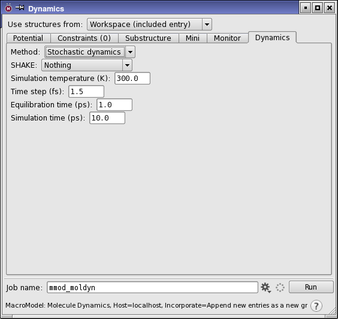 Dynamics
Use structures from: Workspace (included entry)
Potential Constraints (0) Substructure Mini Monitor Dynamics
Method: Stochastic dynamics
SHAKE: Nothing
Simulation temperature (K): 300.0
Time step (fs): 1.5
Equilibration time (ps): 1.0
Simulation time (ps): 10.0
Job name: mmod_moldyn Run
MacroModel: Molecule Dynamics, Host=localhost, Incorporate=Append new entries as a new gr ?